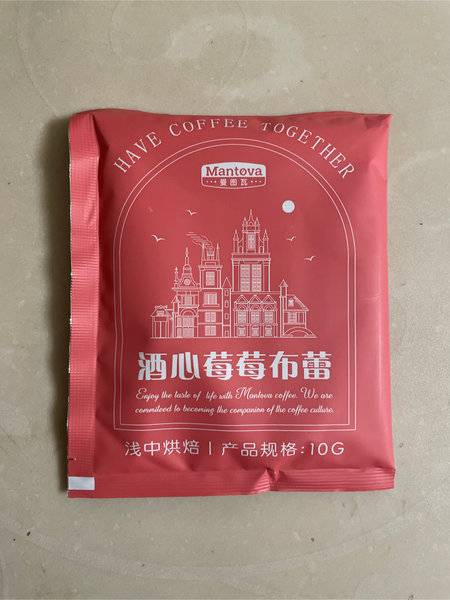 HAVE COFFEE TOGETHER
Mantova
曼图瓦
酒心莓莓布蕾
Enjoy the taste of life with Mantova coffee. We are
commiteed to becoming the companion of the coffee culture.
浅中烘焙 | 产品规格:10G